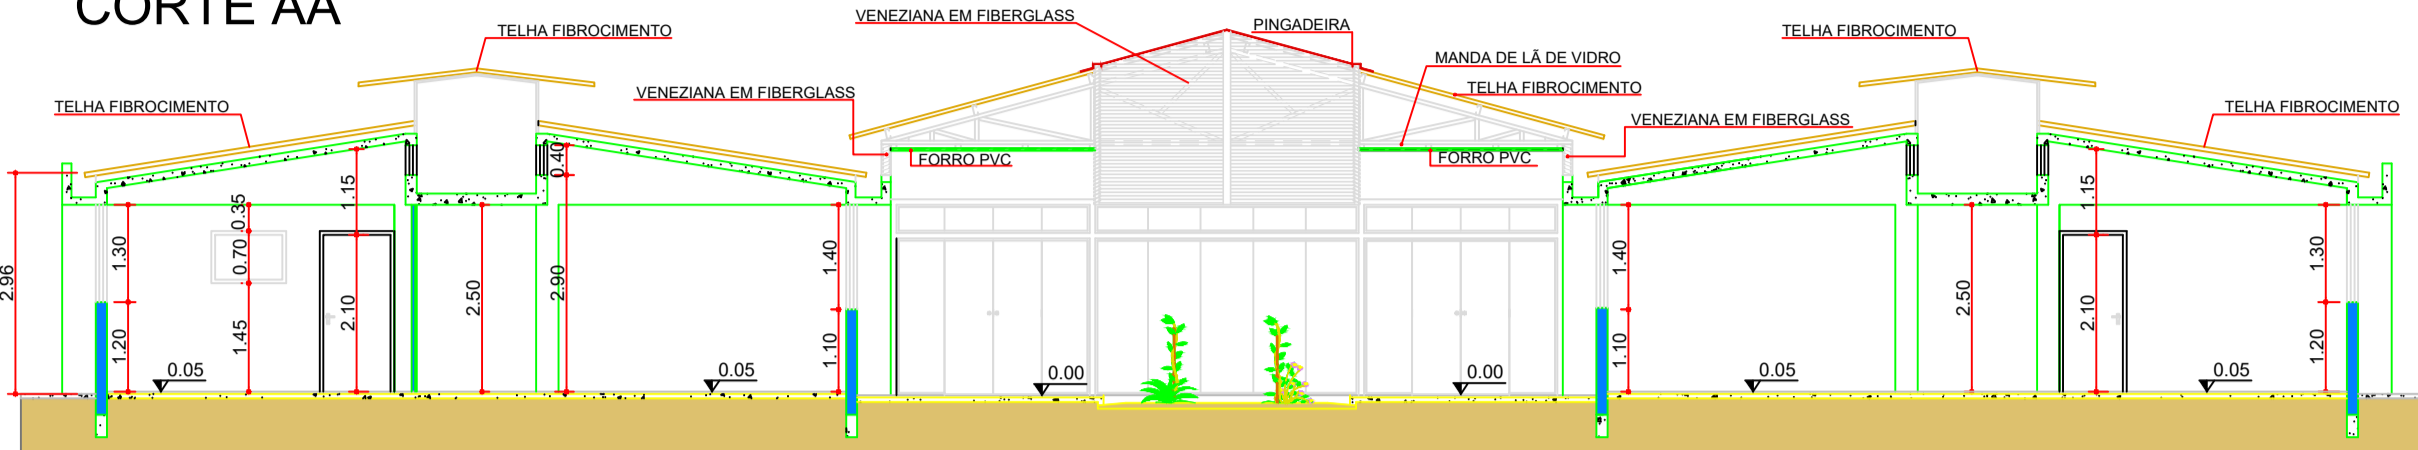 CORTE AA
TELHA FIBROCIMENTO
VENEZIANA EM FIBERGLASS
PINGADEIRA
TELHA FIBROCIMENTO
MANDA DE LÃ DE VIDRO
TELHA FIBROCIMENTO
VENEZIANA EM FIBERGLASS
TELHA FIBROCIMENTO
TELHA FIBROCIMENTO
VENEZIANA EM FIBERGLASS
FORRO PVC
FORRO PVC
2.96
1.30
1.20
0.35
0.70
1.45
1.15
2.10
2.50
0.40
2.90
1.40
1.10
1.40
1.10
2.50
1.15
2.10
1.30
1.20
0.05
0.05
0.00
0.00
0.05
0.05